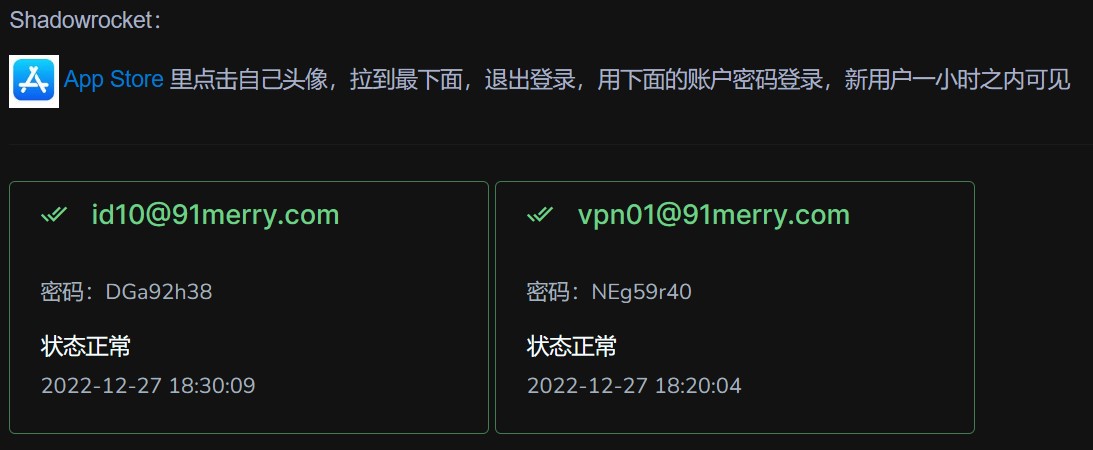 Shadowrocket：
App Store 里点击自己头像，拉到最下面，退出登录，用下面的账户密码登录，新用户一小时之内可见
id10@91merry.com
密码：DGa92h38
状态正常
2022-12-27 18:30:09
vpn01@91merry.com
密码：NEg59r40
状态正常
2022-12-27 18:20:04